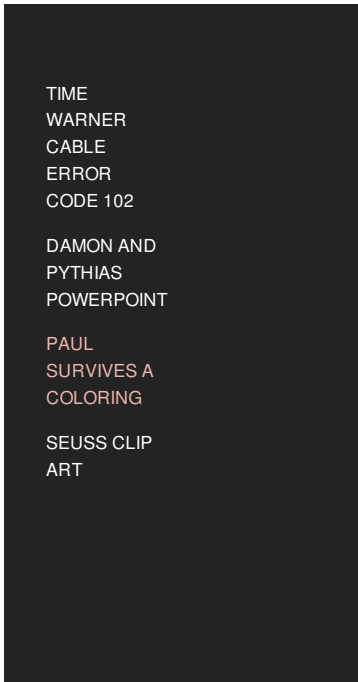 TIME
WARNER
CABLE
ERROR
CODE 102
DAMON AND
PYTHIAS
POWERPOINT
PAUL
SURVIVES A
COLORING
SEUSS CLIP
ART